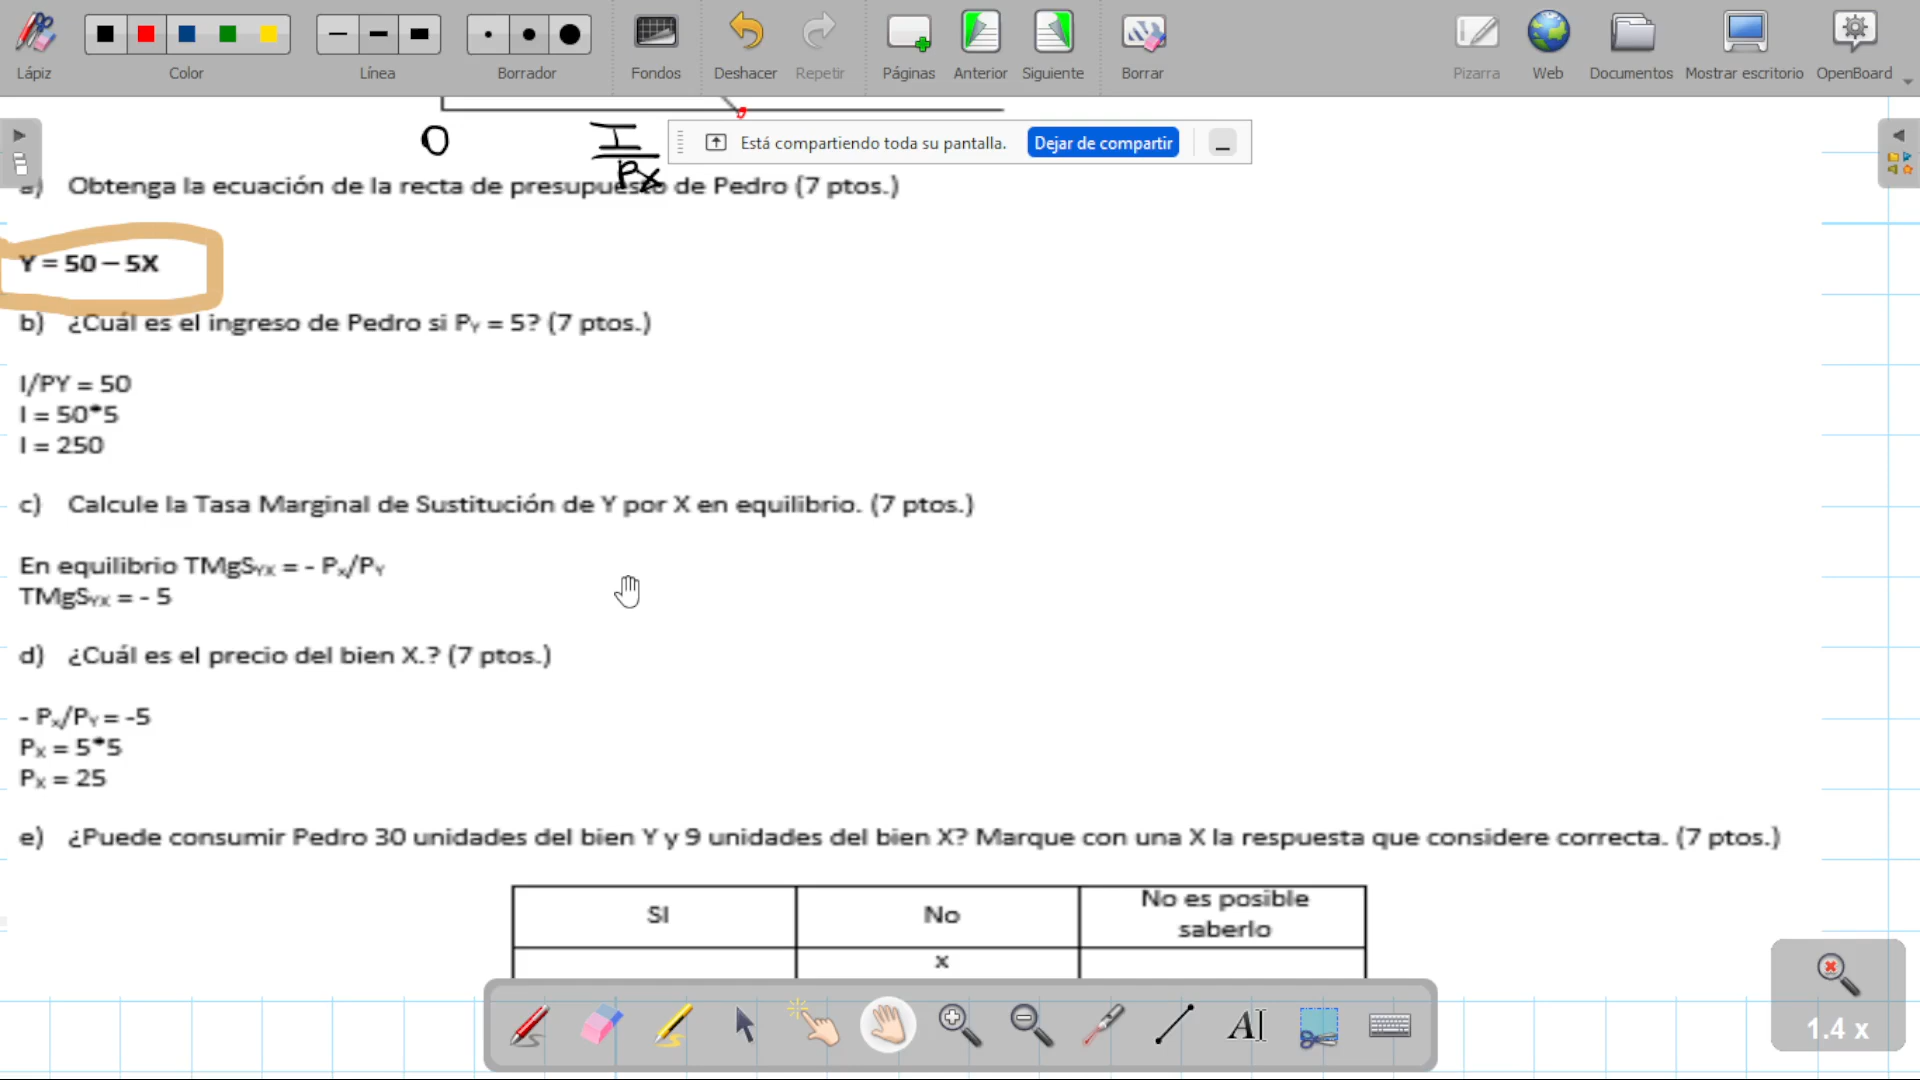 Lápiz
Color
Línea
Borrador
Fondos
Deshacer
Repetir
Páginas
Anterior
Siguiente
Borrar
Pizarra
Web
Documentos
Mostrar escritorio
OpenBoard
O
I
Px
Está compartiendo toda su pantalla.
Dejar de compartir
a) Obtenga la ecuación de la recta de presupuesto de Pedro (7 ptos.)
Y = 50 – 5X
b) ¿Cuál es el ingreso de Pedro si PY = 5? (7 ptos.)
I/PY = 50
I = 50*5
I = 250
c) Calcule la Tasa Marginal de Sustitución de Y por X en equilibrio. (7 ptos.)
En equilibrio TMgSYX = - Px/PY
TMgSYX = - 5
d) ¿Cuál es el precio del bien X.? (7 ptos.)
- Px/PY = -5
PX = 5*5
PX = 25
e) ¿Puede consumir Pedro 30 unidades del bien Y y 9 unidades del bien X? Marque con una X la respuesta que considere correcta. (7 ptos.)
SI
No
No es posible
saberlo
x
1.4 x